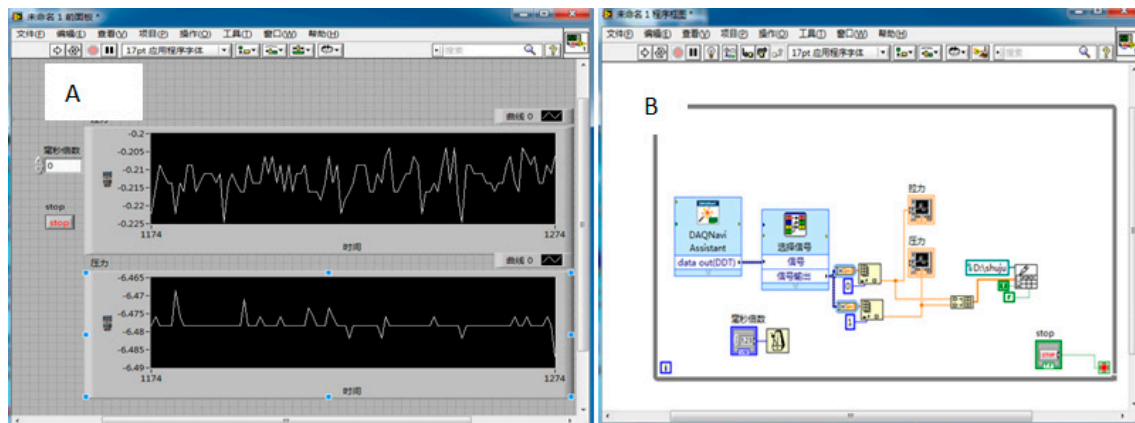 未命名 1 前面板 *
文件(F) 编辑(E) 查看(V) 项目(P) 操作(O) 工具(T) 窗口(W) 帮助(H)
17pt 应用程序字体
搜索
A
曲线 0
毫秒倍数
0
stop
stop
幅值
-0.2
-0.205
-0.21
-0.215
-0.22
-0.225
1174
1274
时间
压力
曲线 0
幅值
-6.465
-6.47
-6.475
-6.48
-6.485
-6.49
1174
1274
时间
未命名 1 程序框图 *
文件(F) 编辑(E) 查看(V) 项目(P) 操作(O) 工具(T) 窗口(W) 帮助(H)
17pt 应用程序字体
搜索
B
DAQNavi
Assistant
data out(DDT)
选择信号
信号
信号输出
拉力
压力
0
1
D:\shuju
毫秒倍数
stop
stop
i